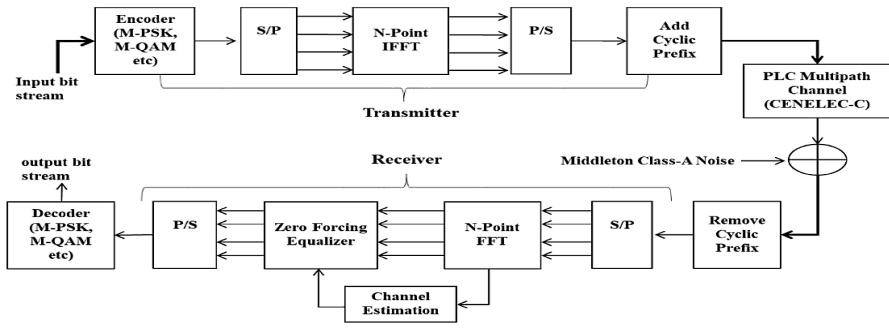 Encoder
(M-PSK,
M-QAM
etc)
S/P
N-Point
IFFT
P/S
Add
Cyclic
Prefix
Input bit
stream
Transmitter
PLC Multipath
Channel
(CENELEC-C)
Middleton Class-A Noise
output bit
stream
Receiver
Decoder
(M-PSK,
M-QAM
etc)
P/S
Zero Forcing
Equalizer
N-Point
FFT
S/P
Remove
Cyclic
Prefix
Channel
Estimation